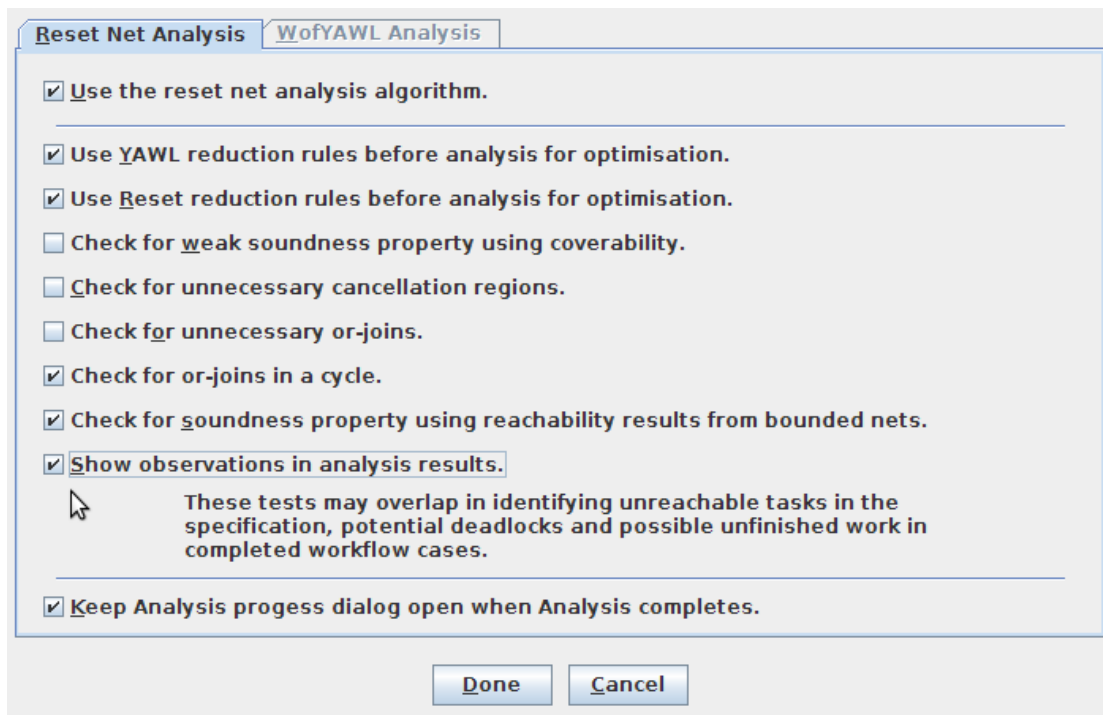 Reset Net Analysis
WofYAWL Analysis
Use the reset net analysis algorithm.
Use YAWL reduction rules before analysis for optimisation.
Use Reset reduction rules before analysis for optimisation.
Check for weak soundness property using coverability.
Check for unnecessary cancellation regions.
Check for unnecessary or-joins.
Check for or-joins in a cycle.
Check for soundness property using reachability results from bounded nets.
Show observations in analysis results.
These tests may overlap in identifying unreachable tasks in the
specification, potential deadlocks and possible unfinished work in
completed workflow cases.
Keep Analysis progess dialog open when Analysis completes.
Done
Cancel